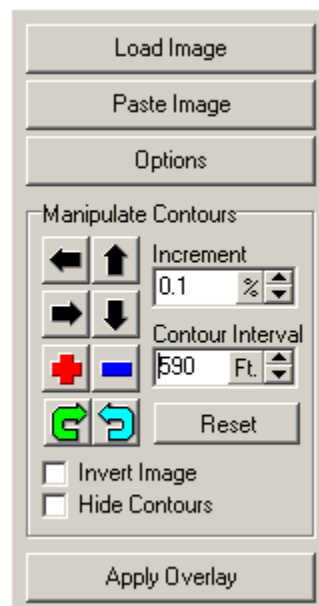 Load Image
Paste Image
Options
Manipulate Contours
Increment
0.1 %
Contour Interval
590 Ft.
Reset
Invert Image
Hide Contours
Apply Overlay